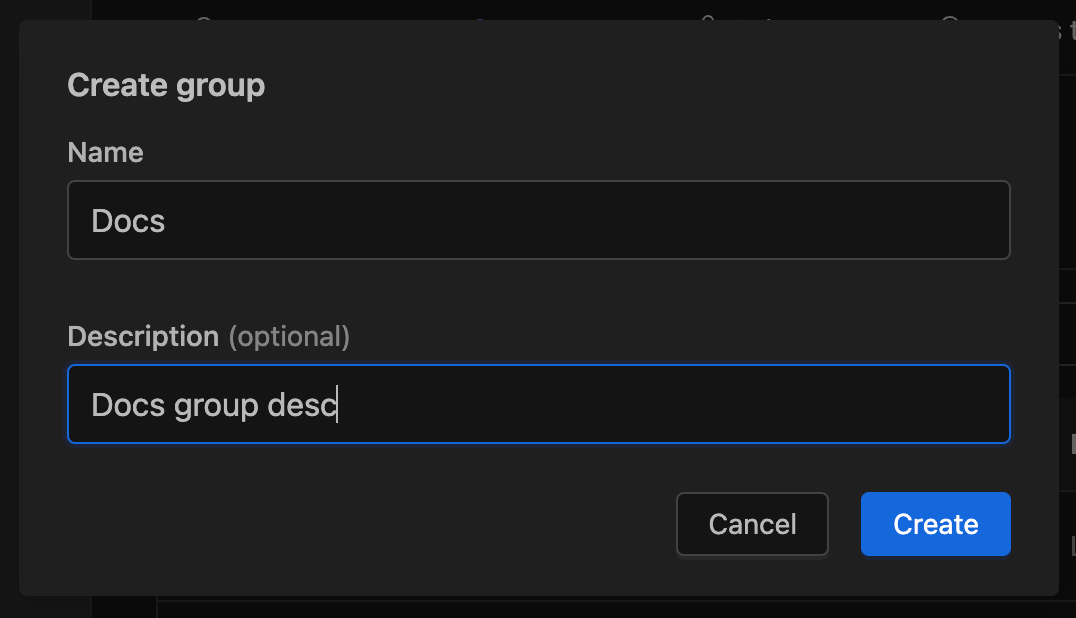 Create group
Name
Docs
Description (optional)
Docs group desc
Cancel
Create